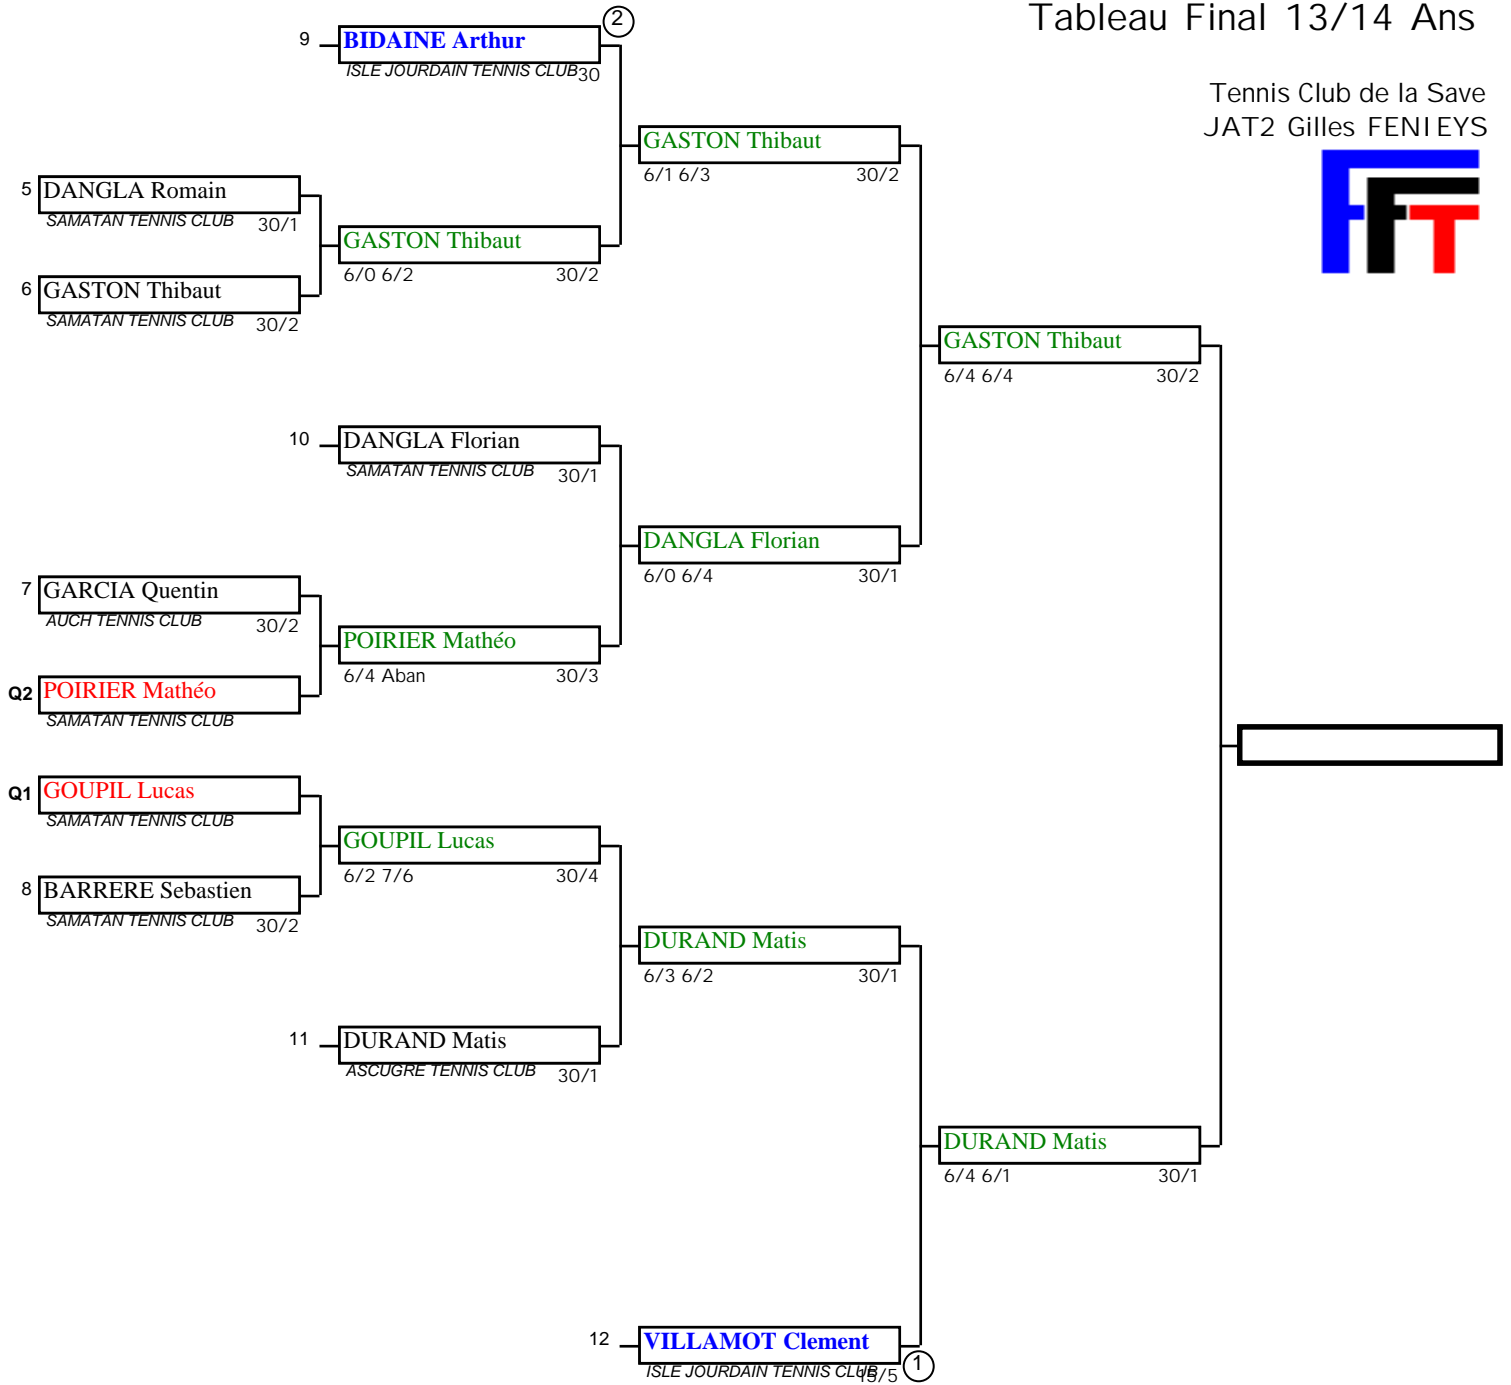 Tableau Final 13/14 Ans
Tennis Club de la Save
JAT2 Gilles FENIEYS
FFT
9 BIDAINE Arthur 2
ISLE JOURDAIN TENNIS CLUB 30
GASTON Thibaut
6/1 6/3 30/2
5 DANGLA Romain
SAMATAN TENNIS CLUB 30/1
GASTON Thibaut
6/0 6/2 30/2
6 GASTON Thibaut
SAMATAN TENNIS CLUB 30/2
GASTON Thibaut
6/4 6/4 30/2
10 DANGLA Florian
SAMATAN TENNIS CLUB 30/1
DANGLA Florian
6/0 6/4 30/1
7 GARCIA Quentin
AUCH TENNIS CLUB 30/2
POIRIER Mathéo
6/4 Aban 30/3
Q2 POIRIER Mathéo
SAMATAN TENNIS CLUB
Q1 GOUPIL Lucas
SAMATAN TENNIS CLUB
GOUPIL Lucas
6/2 7/6 30/4
8 BARRERE Sebastien
SAMATAN TENNIS CLUB 30/2
DURAND Matis
6/3 6/2 30/1
11 DURAND Matis
ASCUGRE TENNIS CLUB 30/1
DURAND Matis
6/4 6/1 30/1
12 VILLAMOT Clement
ISLE JOURDAIN TENNIS CLUB 15/5 1